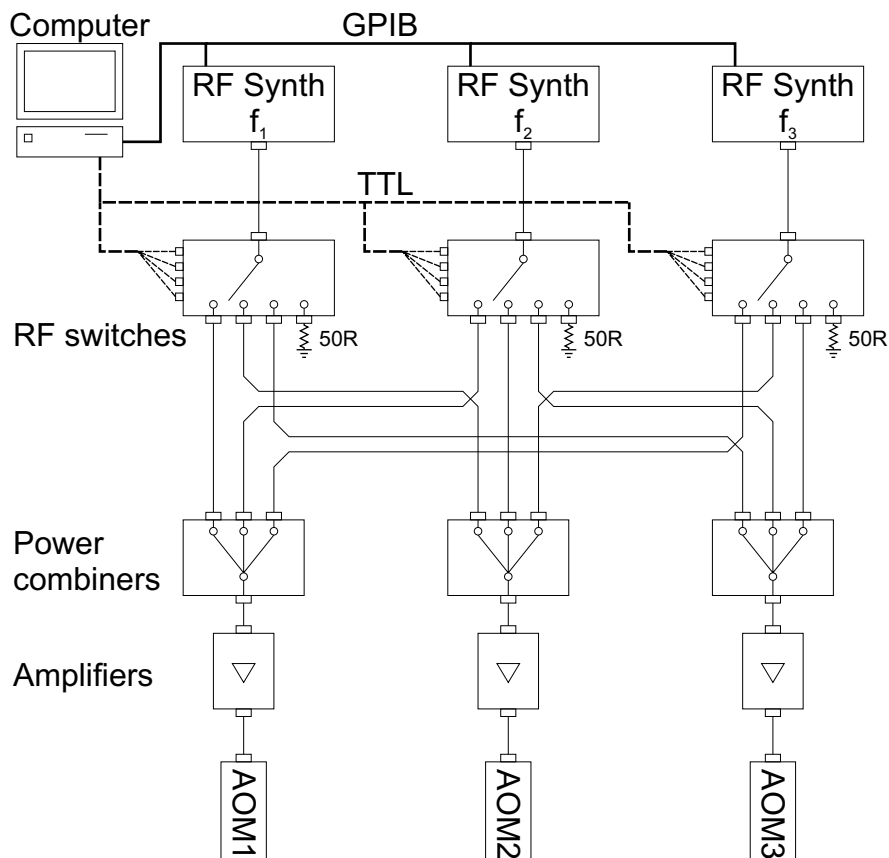 Computer
GPIB
RF Synth
f1
RF Synth
f2
RF Synth
f3
TTL
RF switches
50R
50R
50R
Power
combiners
Amplifiers
AOM1
AOM2
AOM3